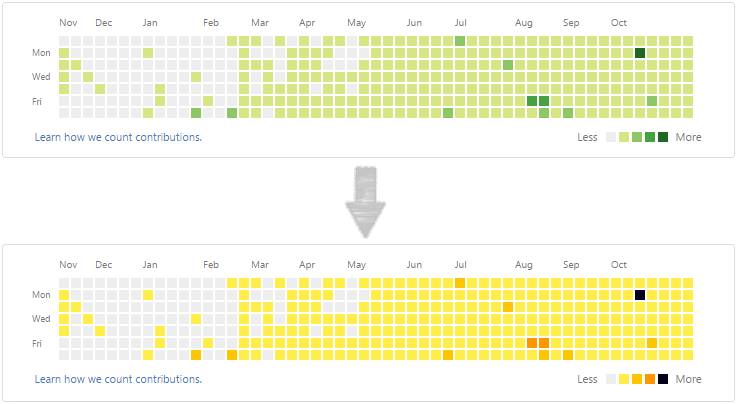 Nov Dec Jan Feb Mar Apr May Jun Jul Aug Sep Oct
Mon
Wed
Fri
Learn how we count contributions. Less More
Nov Dec Jan Feb Mar Apr May Jun Jul Aug Sep Oct
Mon
Wed
Fri
Learn how we count contributions. Less More